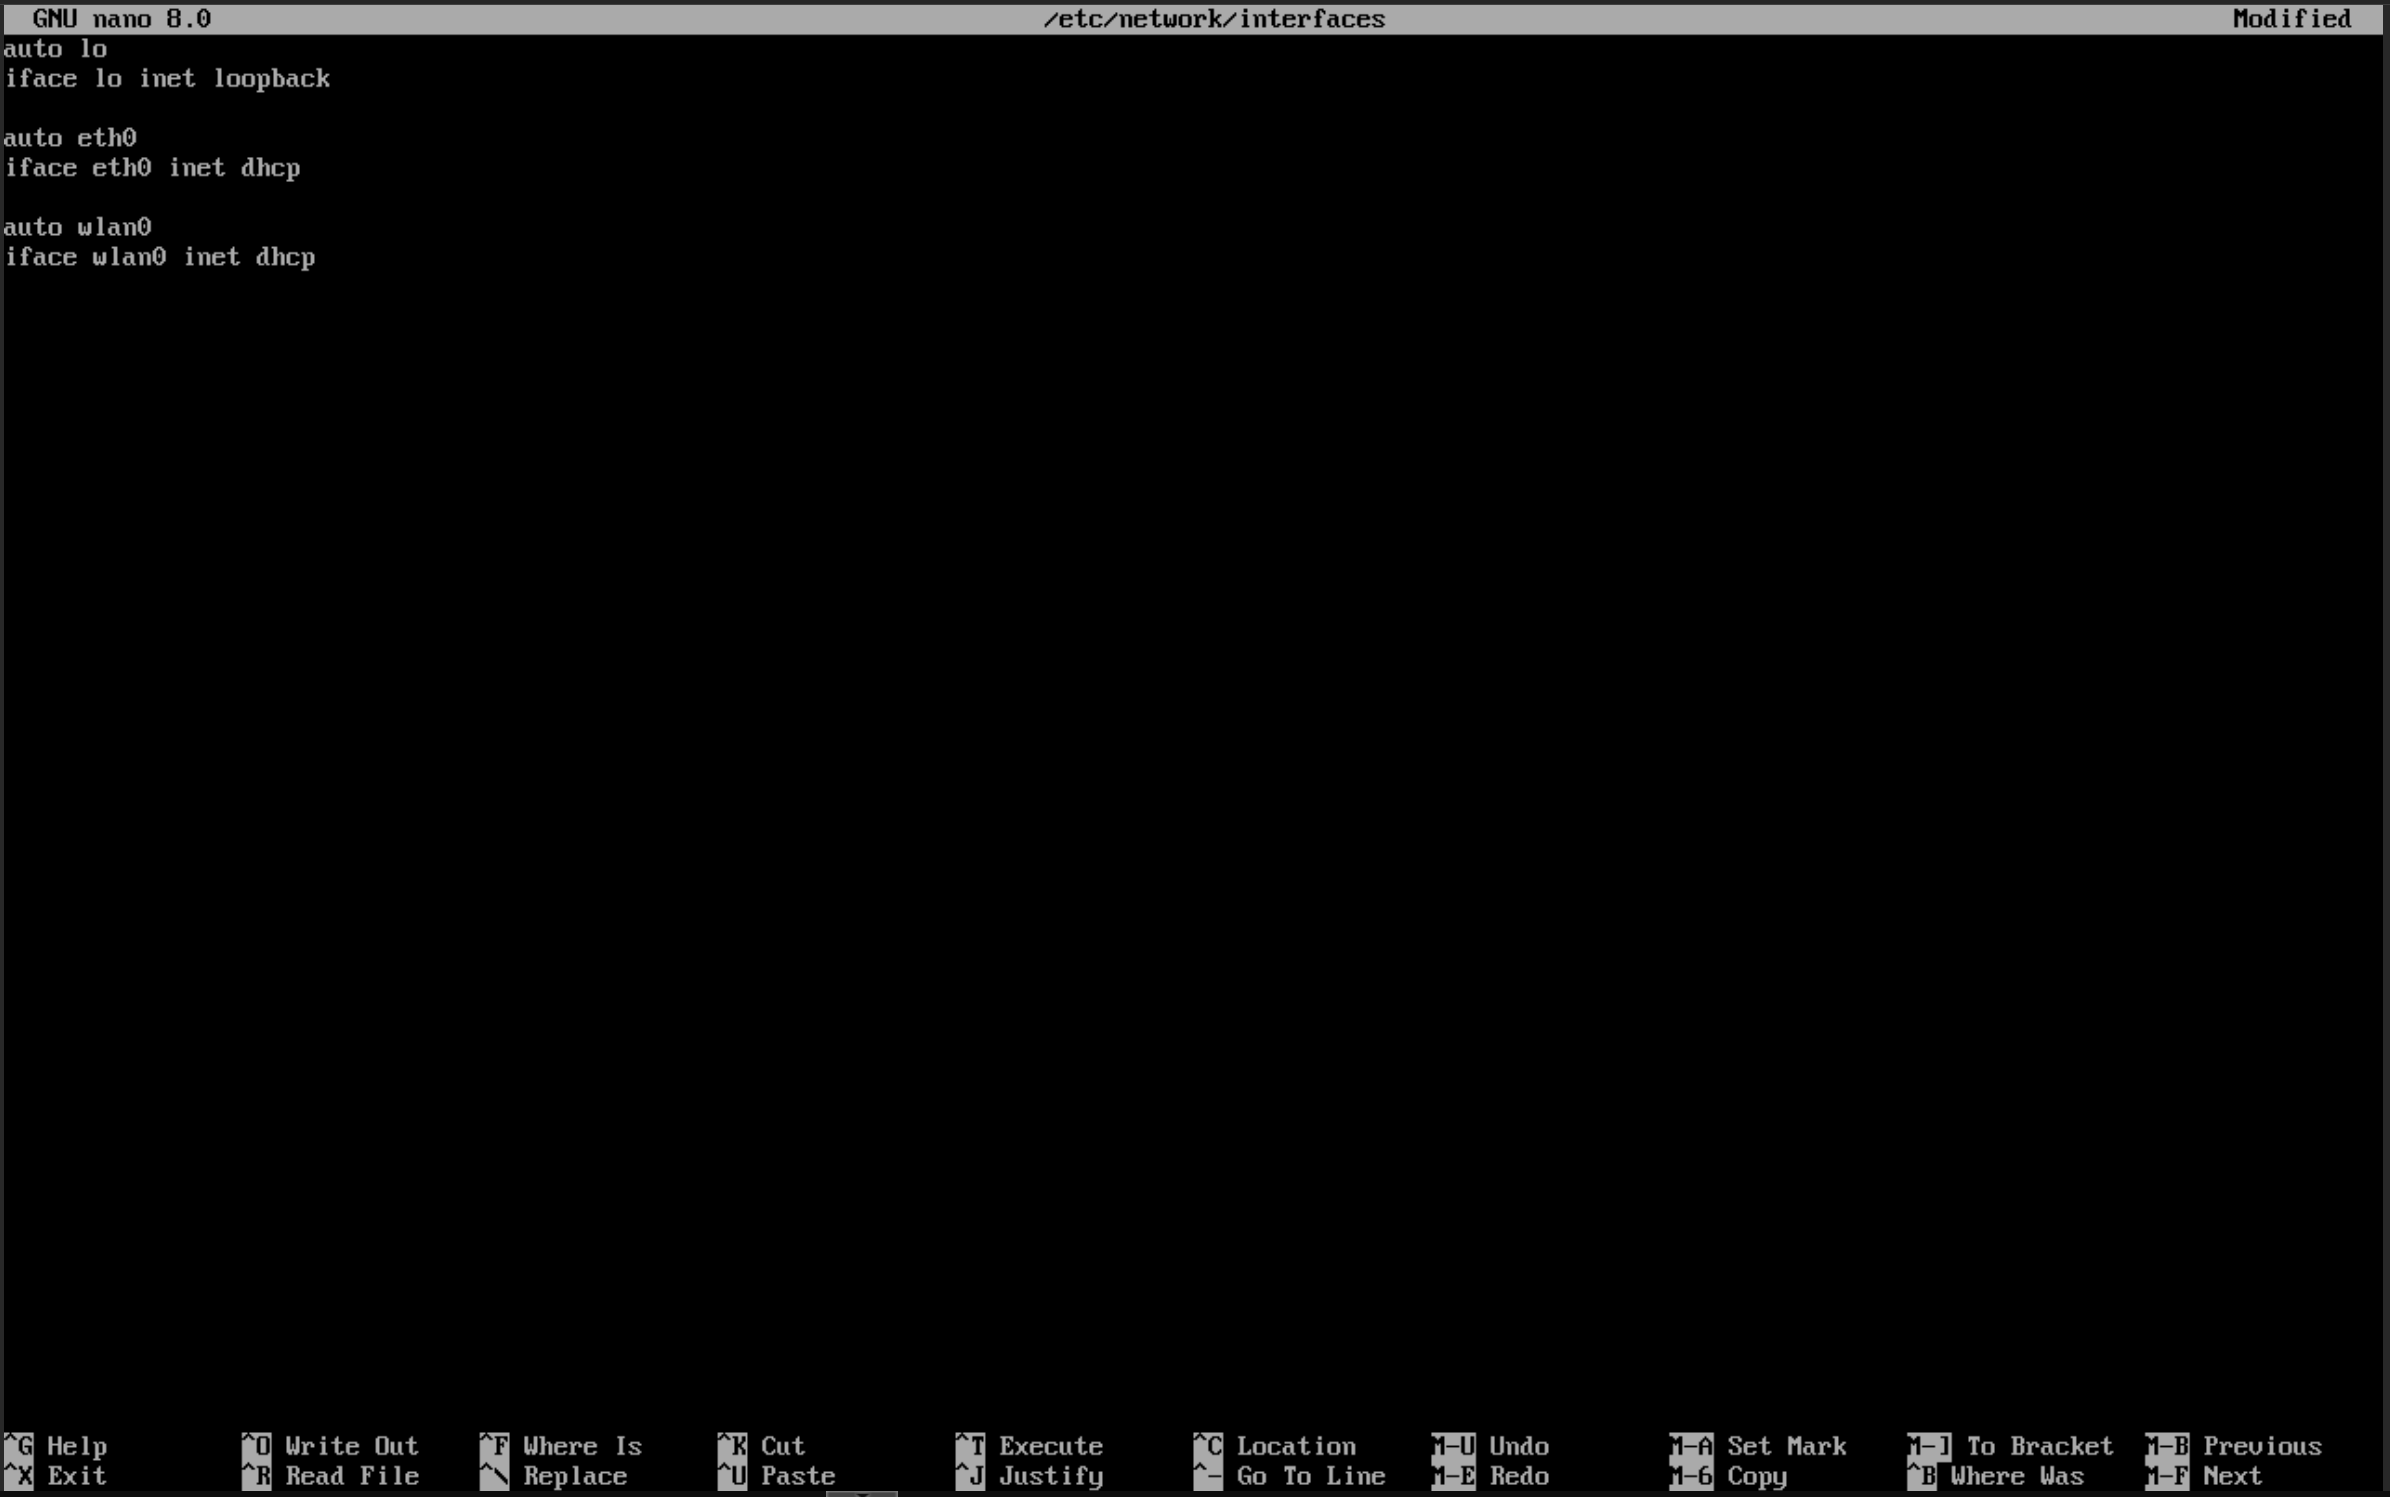 GNU nano 8.0 /etc/network/interfaces Modified
auto lo
iface lo inet loopback
auto eth0
iface eth0 inet dhcp
auto wlan0
iface wlan0 inet dhcp
^G Help ^O Write Out ^F Where Is ^K Cut ^T Execute ^C Location M-U Undo M-A Set Mark M-] To Bracket M-B Previous
^X Exit ^R Read File ^\ Replace ^U Paste ^J Justify ^- Go To Line M-E Redo M-6 Copy ^B Where Was M-F Next